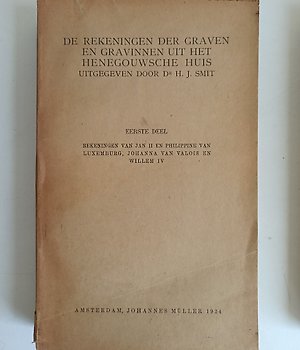 DE REKENINGEN DER GRAVEN
EN GRAVINNEN UIT HET
HENEGOUWSCHE HUIS
UITGEGEVEN DOOR DR H. J. SMIT
EERSTE DEEL
REKENINGEN VAN JAN II EN PHILIPPINE VAN
LUXEMBURG, JOHANNA VAN VALOIS EN
WILLEM IV
AMSTERDAM, JOHANNES MÜLLER 1924